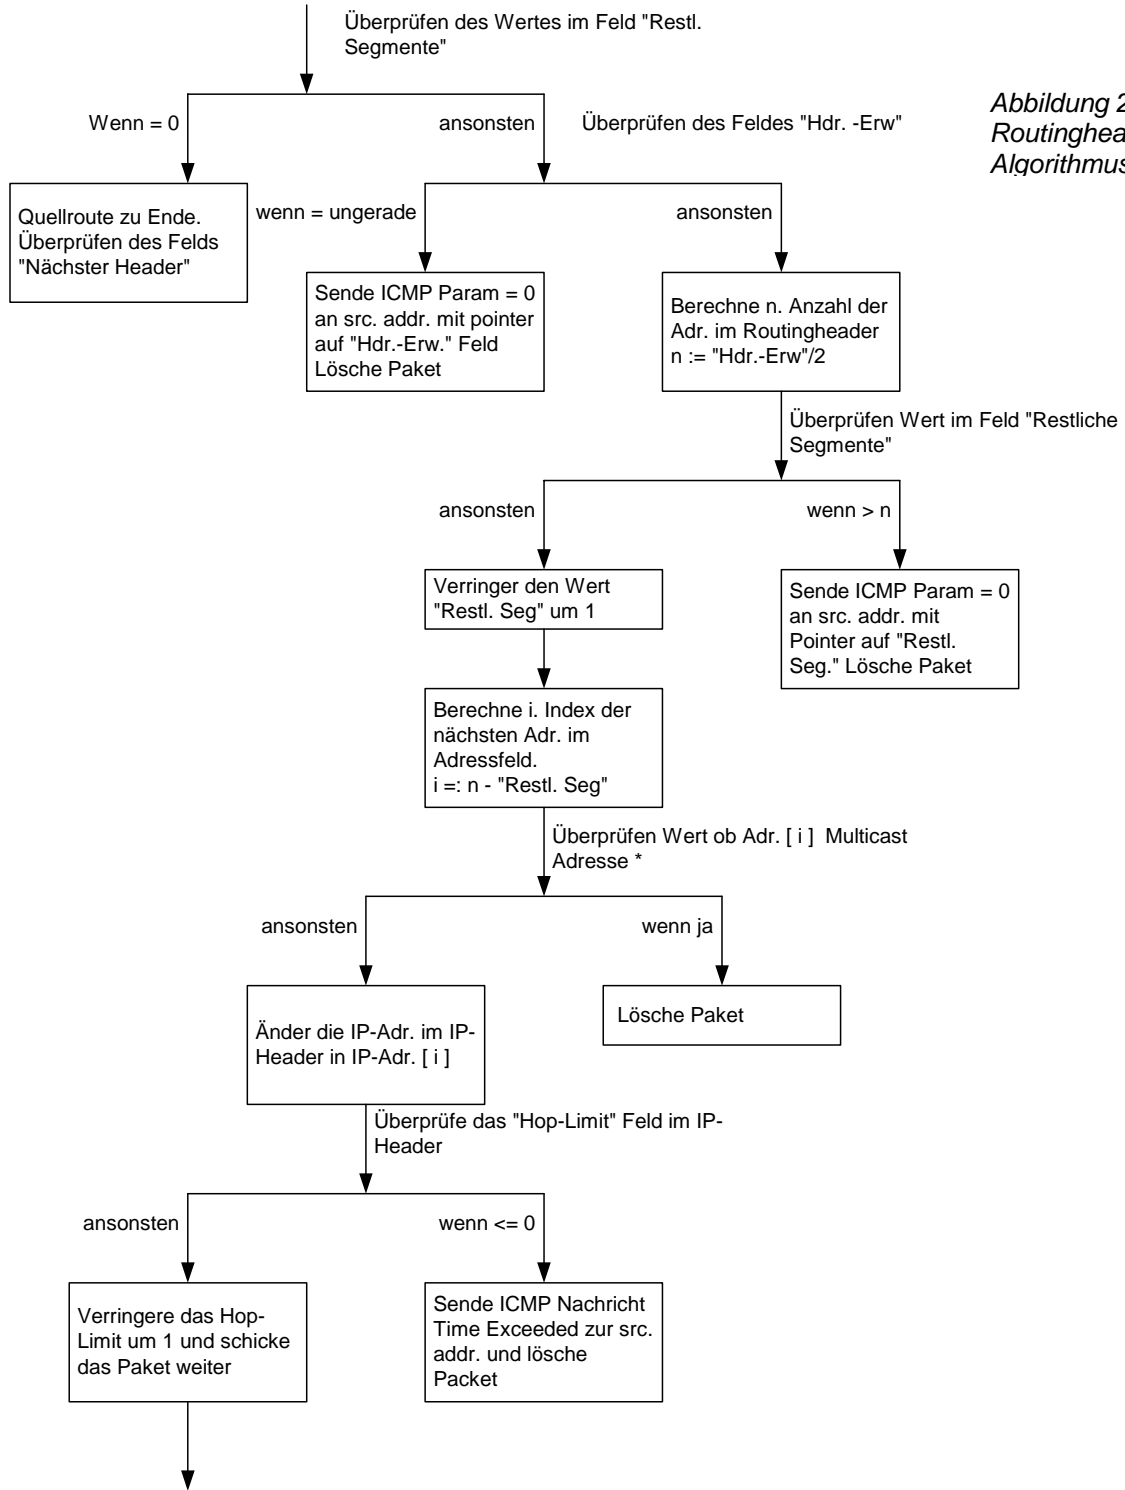 Überprüfen des Wertes im Feld "Restl.
Segmente"
Wenn = 0
ansonsten
Überprüfen des Feldes "Hdr. -Erw"
Abbildung 2
Routinghea
Algorithmus
Quellroute zu Ende.
Überprüfen des Felds
"Nächster Header"
wenn = ungerade
ansonsten
Sende ICMP Param = 0
an src. addr. mit pointer
auf "Hdr.-Erw." Feld
Lösche Paket
Berechne n. Anzahl der
Adr. im Routingheader
n := "Hdr.-Erw"/2
Überprüfen Wert im Feld "Restliche
Segmente"
ansonsten
wenn > n
Verringer den Wert
"Restl. Seg" um 1
Sende ICMP Param = 0
an src. addr. mit
Pointer auf "Restl.
Seg." Lösche Paket
Berechne i. Index der
nächsten Adr. im
Adressfeld.
i =: n - "Restl. Seg"
Überprüfen Wert ob Adr. [ i ] Multicast
Adresse *
ansonsten
wenn ja
Änder die IP-Adr. im IP-
Header in IP-Adr. [ i ]
Lösche Paket
Überprüfe das "Hop-Limit" Feld im IP-
Header
ansonsten
wenn <= 0
Verringere das Hop-
Limit um 1 und schicke
das Paket weiter
Sende ICMP Nachricht
Time Exceeded zur src.
addr. und lösche
Packet